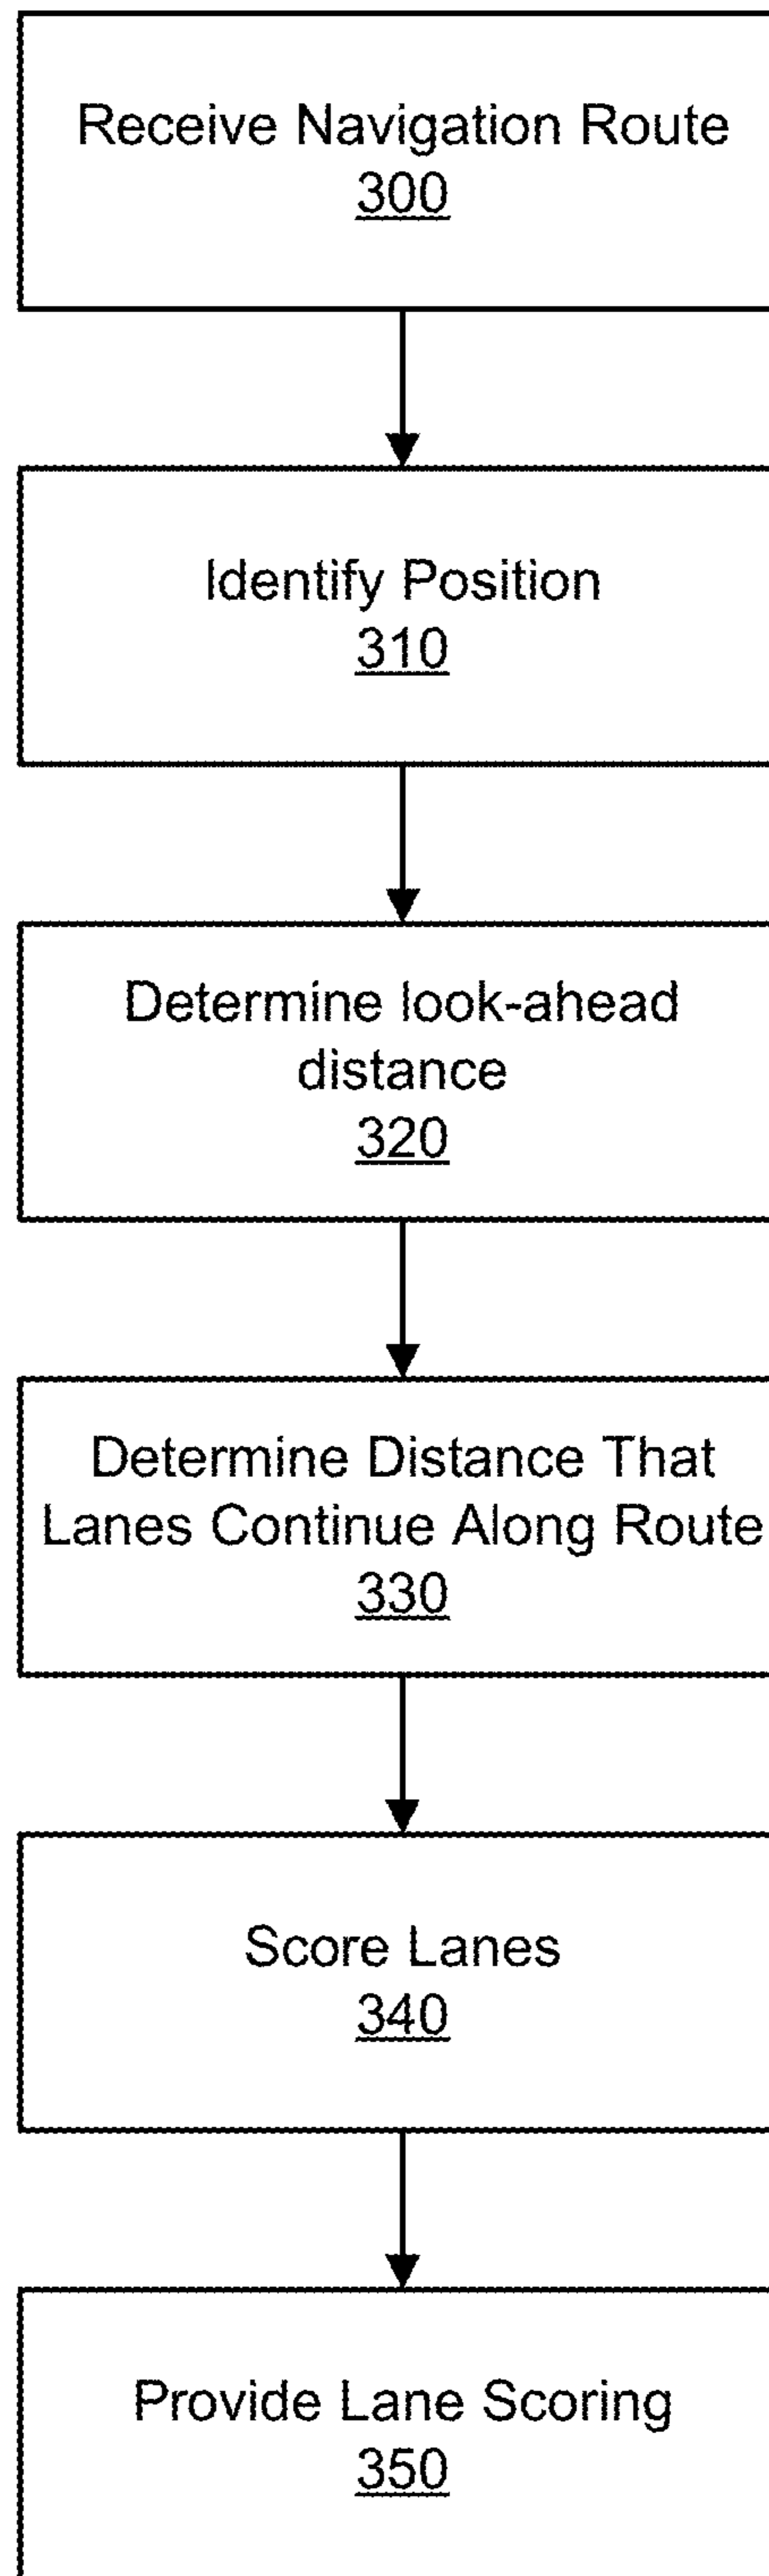 Receive Navigation Route
300
Identify Position
310
Determine look-ahead
distance
320
Determine Distance That
Lanes Continue Along Route
330
Score Lanes
340
Provide Lane Scoring
350